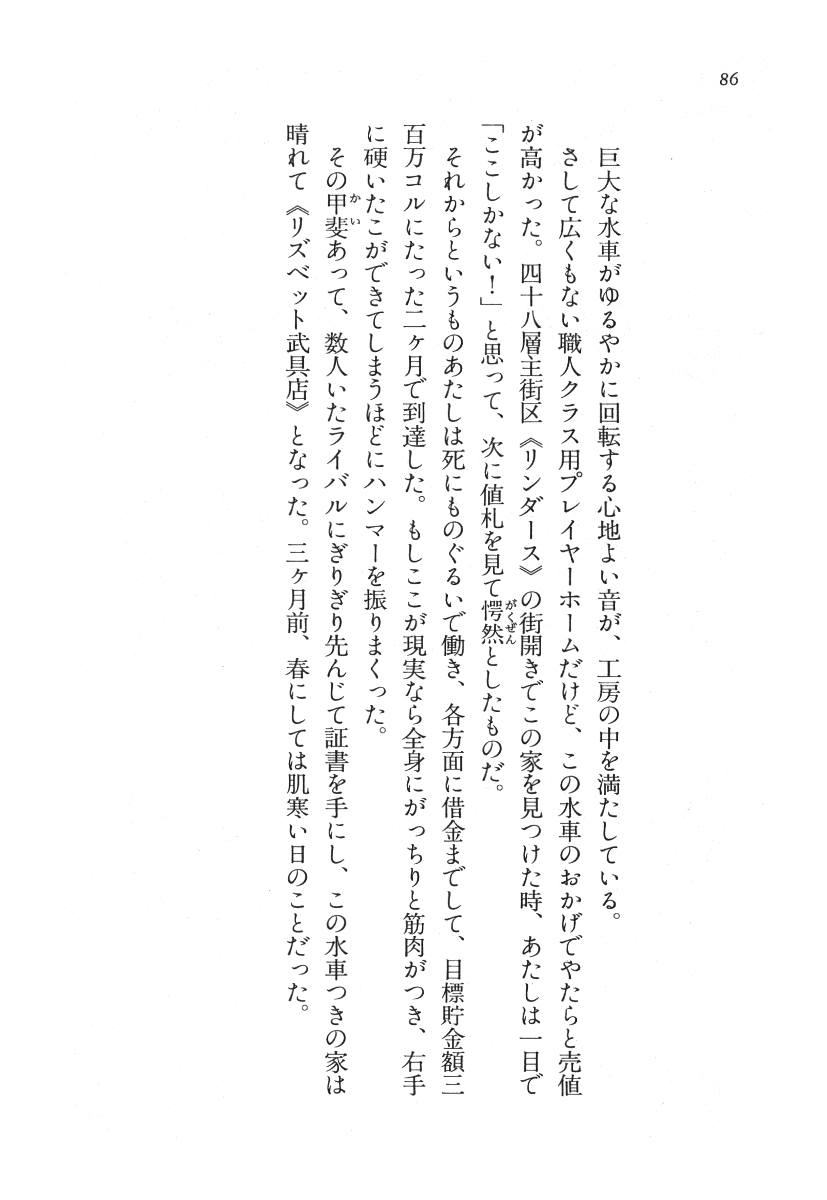 86
巨大な水車がゆるやかに回転する心地よい音が、工房の中を満たしている。
さして広くもない職人クラス用プレイヤーホームだけど、この水車のおかげでやたらと売値
が高かった。四十八層主街区《リンダース》の街開きでこの家を見つけた時、あたしは一目で
「ここしかない！」と思って、次に値札を見て愕然としたものだ。
がくぜん
それからというものあたしは死にものぐるいで働き、各方面に借金までして、目標貯金額三
百万コルにたった二ヶ月で到達した。もしここが現実なら全身にがっちりと筋肉がつき、右手
に硬いたこができてしまうほどにハンマーを振りまくった。
その甲斐あって、数人いたライバルにぎりぎり先んじて証書を手にし、この水車つきの家は
かい
晴れて《リズベット武具店》となった。三ヶ月前、春にしては肌寒い日のことだった。